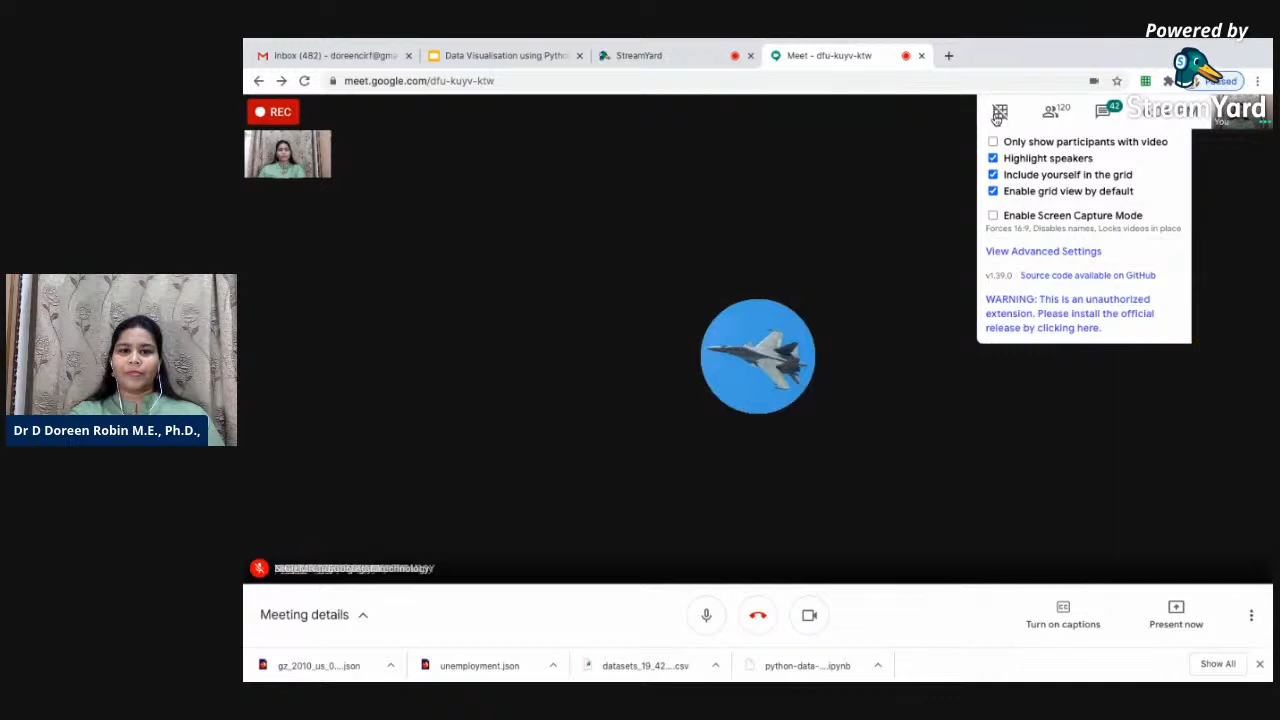 Powered by
StreamYard
Inbox (482) - doreencirf@gma
Data Visualisation using Pytho
StreamYard
Meet - dfu-kuyv-ktw
meet.google.com/dfu-kuyv-ktw
Paused
REC
120
42
You
Only show participants with video
Highlight speakers
Include yourself in the grid
Enable grid view by default
Enable Screen Capture Mode
Forces 16:9, Disables names, Locks videos in place
View Advanced Settings
v1.39.0 Source code available on GitHub
WARNING: This is an unauthorized
extension. Please install the official
release by clicking here.
Dr D Doreen Robin M.E., Ph.D.,
Meeting details
Turn on captions
Present now
gz_2010_us_0....json
unemployment.json
datasets_19_42....csv
python-data-....ipynb
Show All